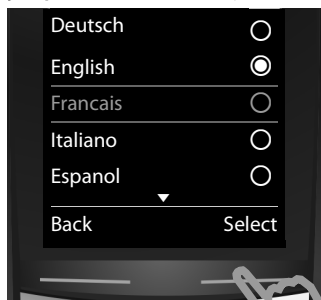 Deutsch
English
Francais
Italiano
Espanol
Back Select